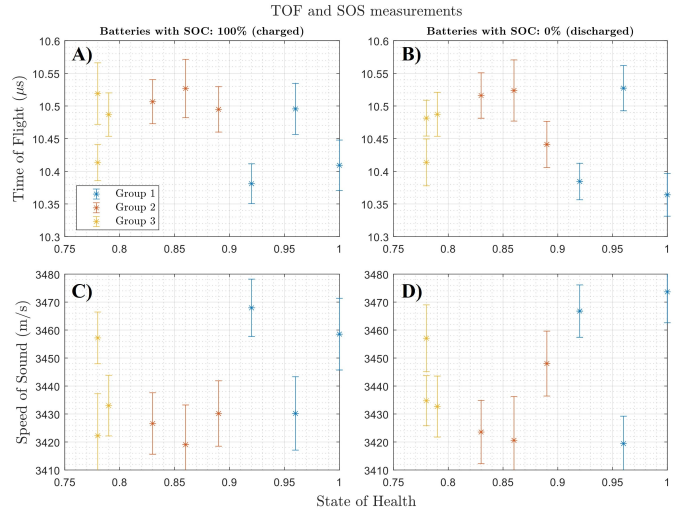 TOF and SOS measurements
Batteries with SOC: 100% (charged)
Batteries with SOC: 0% (discharged)
A)
B)
Time of Flight (μs)
10.6
10.55
10.5
10.45
10.4
10.35
10.3
0.75 0.8 0.85 0.9 0.95 1
Group 1
Group 2
Group 3
10.6
10.55
10.5
10.45
10.4
10.35
10.3
0.75 0.8 0.85 0.9 0.95 1
C)
D)
Speed of Sound (m/s)
3480
3470
3460
3450
3440
3430
3420
3410
0.75 0.8 0.85 0.9 0.95 1
3480
3470
3460
3450
3440
3430
3420
3410
0.75 0.8 0.85 0.9 0.95 1
State of Health